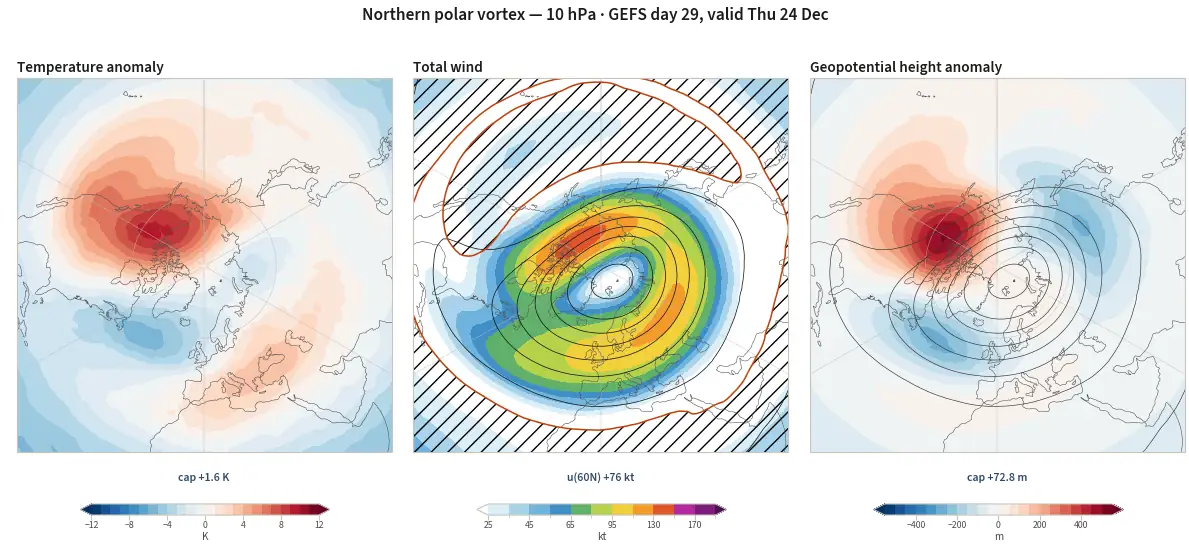 Northern polar vortex — 10 hPa · GEFS day 29, valid Thu 24 Dec
Temperature anomaly
Total wind
Geopotential height anomaly
cap +1.6 K
u(60N) +76 kt
cap +72.8 m
−12 −8 −4 0 4 8 12
K
25 45 65 95 130 170
kt
−400 −200 0 200 400
m